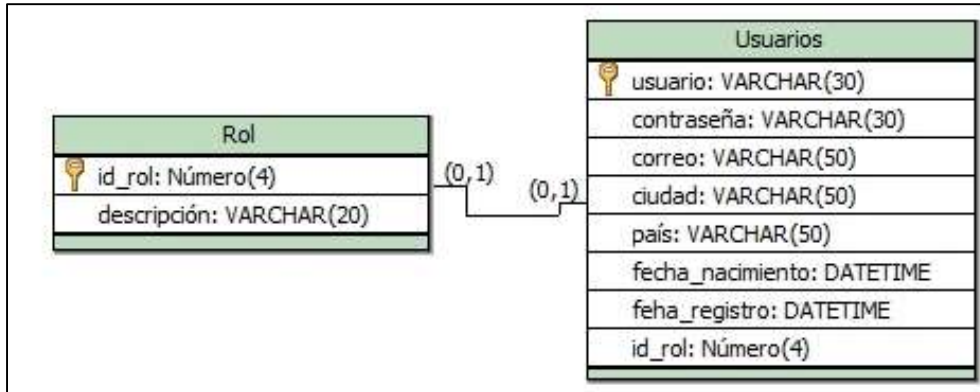 Rol
id_rol: Número(4)
descripción: VARCHAR(20)
(0,1)
(0,1)
Usuarios
usuario: VARCHAR(30)
contraseña: VARCHAR(30)
correo: VARCHAR(50)
ciudad: VARCHAR(50)
país: VARCHAR(50)
fecha_nacimiento: DATETIME
feha_registro: DATETIME
id_rol: Número(4)